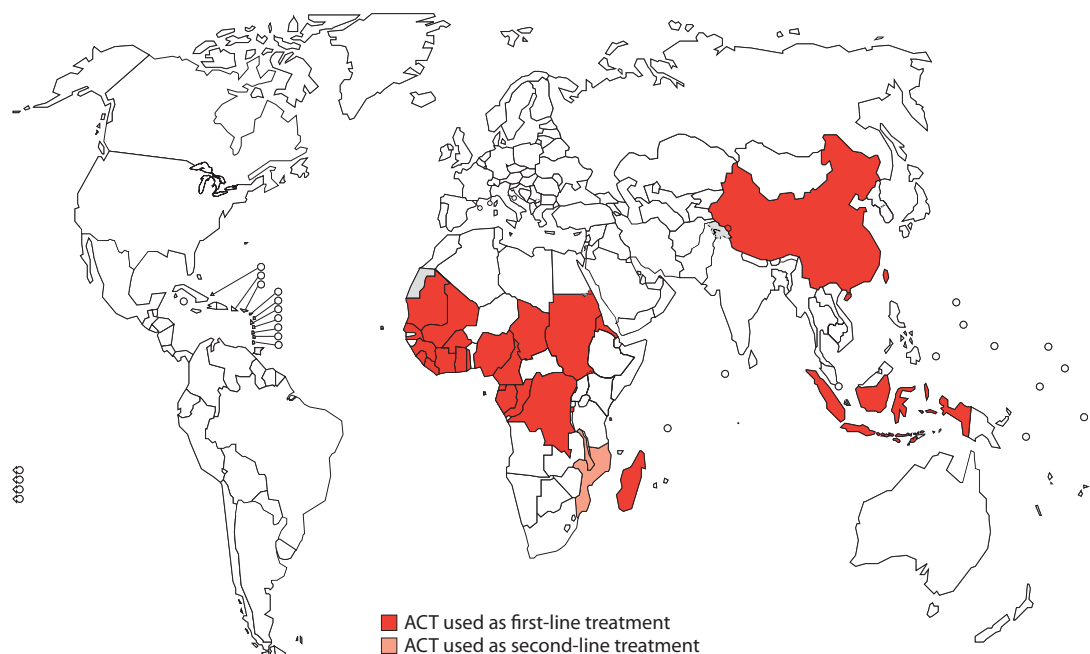 ACT used as first-line treatment
ACT used as second-line treatment